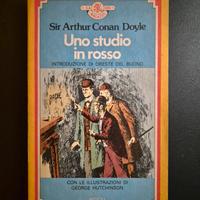 Sir Arthur Conan Doyle
Uno studio
in rosso
INTRODUZIONE DI ORESTE DEL BUONO
CON LE ILLUSTRAZIONI DI
GEORGE HUTCHINSON